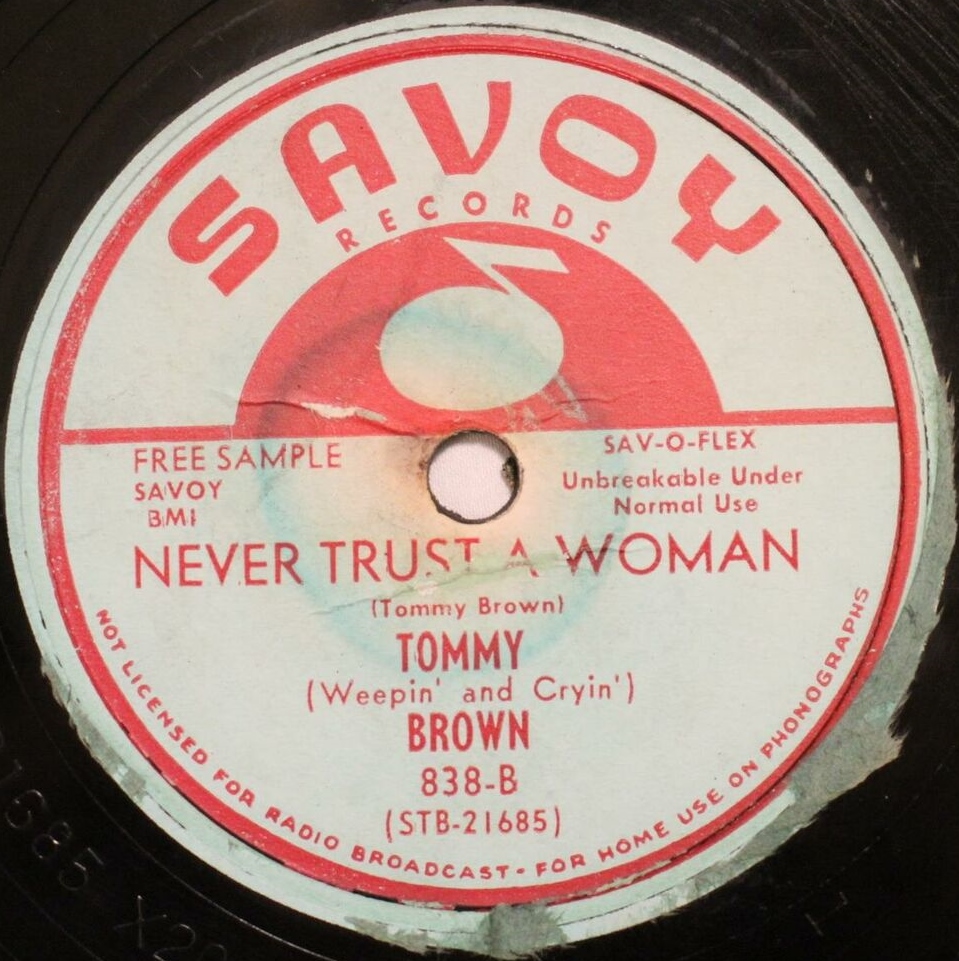 SAVOY
RECORDS
FREE SAMPLE
SAVOY
BMI
SAV-O-FLEX
Unbreakable Under
Normal Use
NEVER TRUST A WOMAN
(Tommy Brown)
TOMMY
(Weepin' and Cryin')
BROWN
838-B
(STB-21685)
NOT LICENSED FOR RADIO BROADCAST - FOR HOME USE ON PHONOGRAPHS
1685